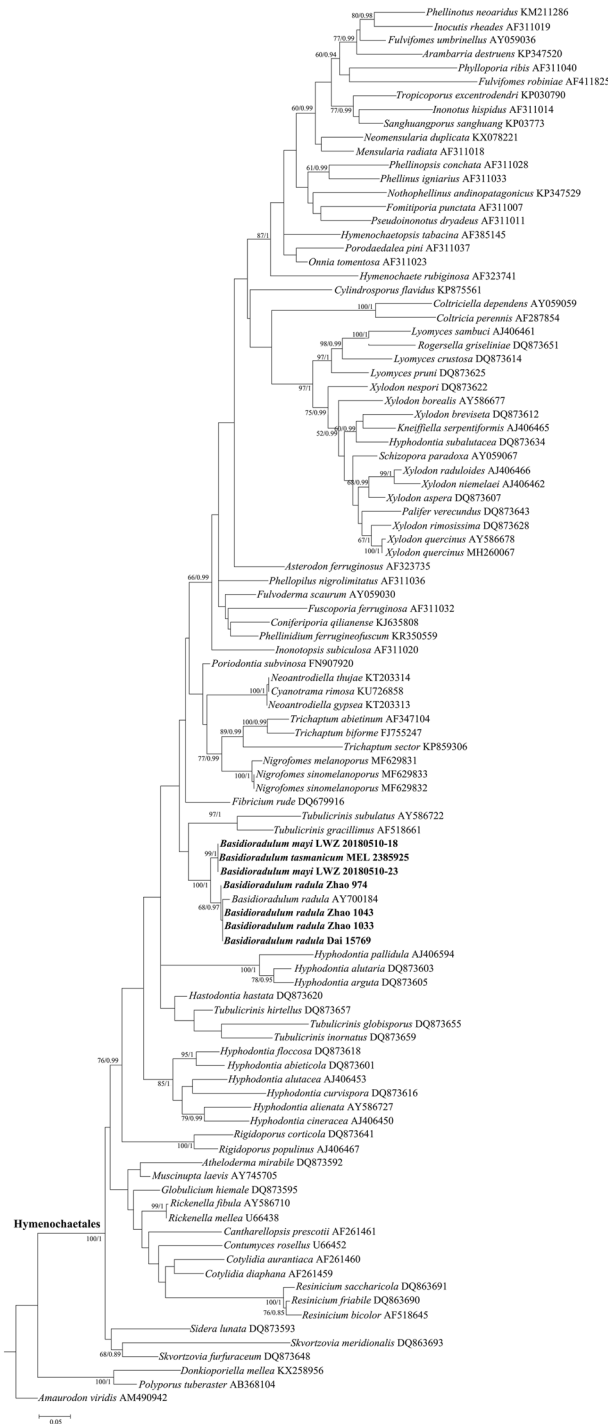 Phellinotus neoaridus KM211286
80/0.98
Inocutis rheades AF311019
77/0.99
Fulvifomes umbrinellus AY059036
Arambarria destruens KP347520
60/0.94
Phylloporia ribis AF311040
Fulvifomes robiniae AF411825
Tropicoporus excentrodendri KP030790
60/0.99
77/0.99
Inonotus hispidus AF311014
Sanghuangporus sanghuang KP03773
Neomensularia duplicata KX078221
Mensularia radiata AF311018
61/0.99
Phellinopsis conchata AF311028
Phellinus igniarius AF311033
Nothophellinus andinopatagonicus KP347529
Fomitiporia punctata AF311007
Pseudoinonotus dryadeus AF311011
87/1
Hymenochaetopsis tabacina AF385145
Porodaedalea pini AF311037
Onnia tomentosa AF311023
Hymenochaete rubiginosa AF323741
Cylindrosporus flavidus KP875561
100/1
Coltriciella dependens AY059059
Coltricia perennis AF287854
100/1
Lyomyces sambuci AJ406461
98/0.99
Rogersella griseliniae DQ873651
97/1
Lyomyces crustosa DQ873614
Lyomyces pruni DQ873625
97/1
Xylodon nespori DQ873622
75/0.99
Xylodon borealis AY586677
Xylodon breviseta DQ873612
52/0.99
60/0.99
Kneiffiella serpentiformis AJ406465
Hyphodontia subalutacea DQ873634
Schizopora paradoxa AY059067
99/1
Xylodon raduloides AJ406466
68/0.99
Xylodon niemelaei AJ406462
Xylodon aspera DQ873607
Palifer verecundus DQ873643
Xylodon rimosissima DQ873628
67/1
Xylodon quercinus AY586678
100/1
Xylodon quercinus MH260067
Asterodon ferruginosus AF323735
66/0.99
Phellopilus nigrolimitatus AF311036
Fulvoderma scaurum AY059030
Fuscoporia ferruginosa AF311032
Coniferiporia qilianense KJ635808
Phellinidium ferrugineofuscum KR350559
Inonotopsis subiculosa AF311020
Poriodontia subvinosa FN907920
Neoantrodiella thujae KT203314
100/1
Cyanotrama rimosa KU726858
Neoantrodiella gypsea KT203313
100/0.99
Trichaptum abietinum AF347104
89/0.99
Trichaptum biforme FJ755247
Trichaptum sector KP859306
77/0.99
Nigrofomes melanoporus MF629831
100/1
Nigrofomes sinomelanoporus MF629833
Nigrofomes sinomelanoporus MF629832
Fibricium rude DQ679916
97/1
Tubulicrinis subulatus AY586722
Tubulicrinis gracillimus AF518661
Basidioradulum mayi LWZ 20180510-18
99/1
Basidioradulum tasmanicum MEL 2385925
Basidioradulum mayi LWZ 20180510-23
100/1
Basidioradulum radula Zhao 974
Basidioradulum radula AY700184
68/0.97
Basidioradulum radula Zhao 1043
Basidioradulum radula Zhao 1033
Basidioradulum radula Dai 15769
Hyphodontia pallidula AJ406594
100/1
Hyphodontia alutaria DQ873603
78/0.95
Hyphodontia arguta DQ873605
Hastodontia hastata DQ873620
Tubulicrinis hirtellus DQ873657
Tubulicrinis globisporus DQ873655
Tubulicrinis inornatus DQ873659
76/0.99
95/1
Hyphodontia floccosa DQ873618
Hyphodontia abieticola DQ873601
85/1
Hyphodontia alutacea AJ406453
Hyphodontia curvispora DQ873616
Hyphodontia alienata AY586727
79/0.99
Hyphodontia cineracea AJ406450
Rigidoporus corticola DQ873641
100/1
Rigidoporus populinus AJ406467
Atheloderma mirabile DQ873592
Muscinupta laevis AY745705
Globulicium hiemale DQ873595
99/1
Rickenella fibula AY586710
Rickenella mellea U66438
Hymenochaetales
Cantharellopsis prescotii AF261461
100/1
Contumyces rosellus U66452
Cotylidia aurantiaca AF261460
Cotylidia diaphana AF261459
Resinicium saccharicola DQ863691
100/1
Resinicium friabile DQ863690
76/0.85
Resinicium bicolor AF518645
Sidera lunata DQ873593
Skvortzovia meridionalis DQ863693
68/0.89
Skvortzovia furfuraceum DQ873648
Donkioporiella mellea KX258956
100/1
Polyporus tuberaster AB368104
Amaurodon viridis AM490942
0.05